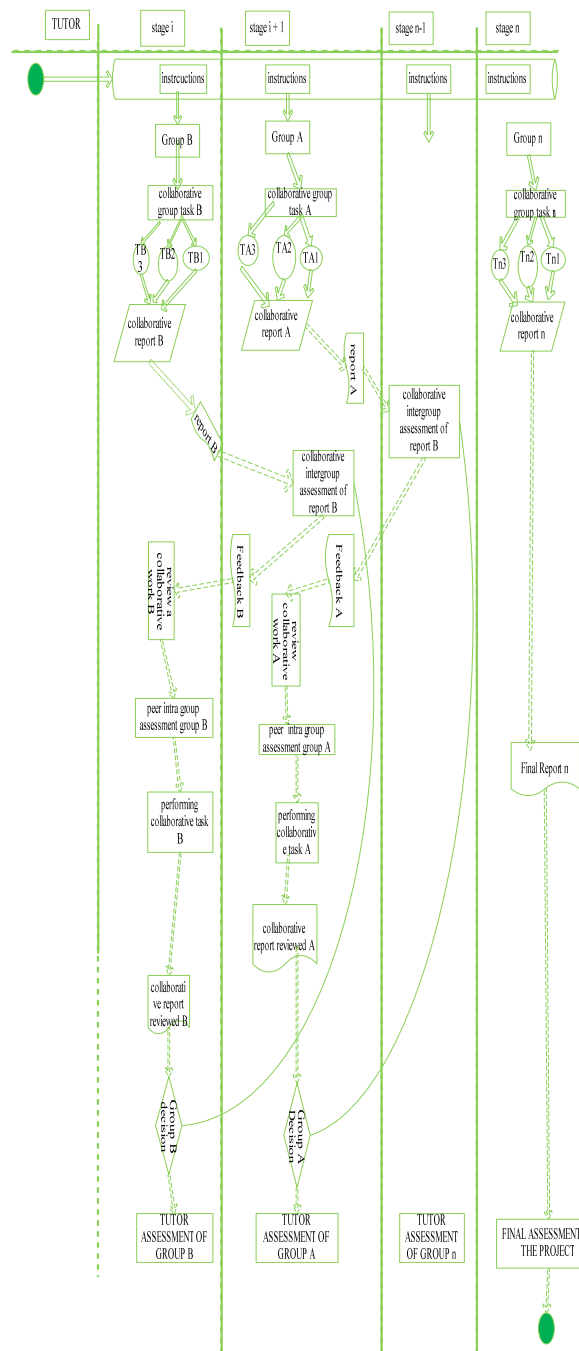 TUTOR
stage i
stage i + 1
stage n-1
stage n
instrcuctions
instructions
instructions
instructions
Group B
Group A
Group n
collaborative
group task B
collaborative group
task A
collaborative
group task n
TB
3
TB2
TB1
TA3
TA2
TA1
Tn3
Tn2
Tn1
collaborative
report B
collaborative
report A
collaborative
report n
report A
report B
collaborative
intergroup
assessment of
report B
collaborative
intergroup
assessment of
report B
Feedback B
Feedback A
review a
collaborative
work B
review
collaborative
work A
peer intra group
assessment group B
peer intra group
assessment group A
Final Report n
performing
collaborative task
B
performing
collaborativ
e task A
collaborative
report reviewed A
collaborati
ve report
reviewed B
Group B
decision
Group A
Decision
TUTOR
ASSESSMENT OF
GROUP B
TUTOR
ASSESSMENT OF
GROUP A
TUTOR
ASSESSMENT
OF GROUP n
FINAL ASSESSMENT
THE PROJECT